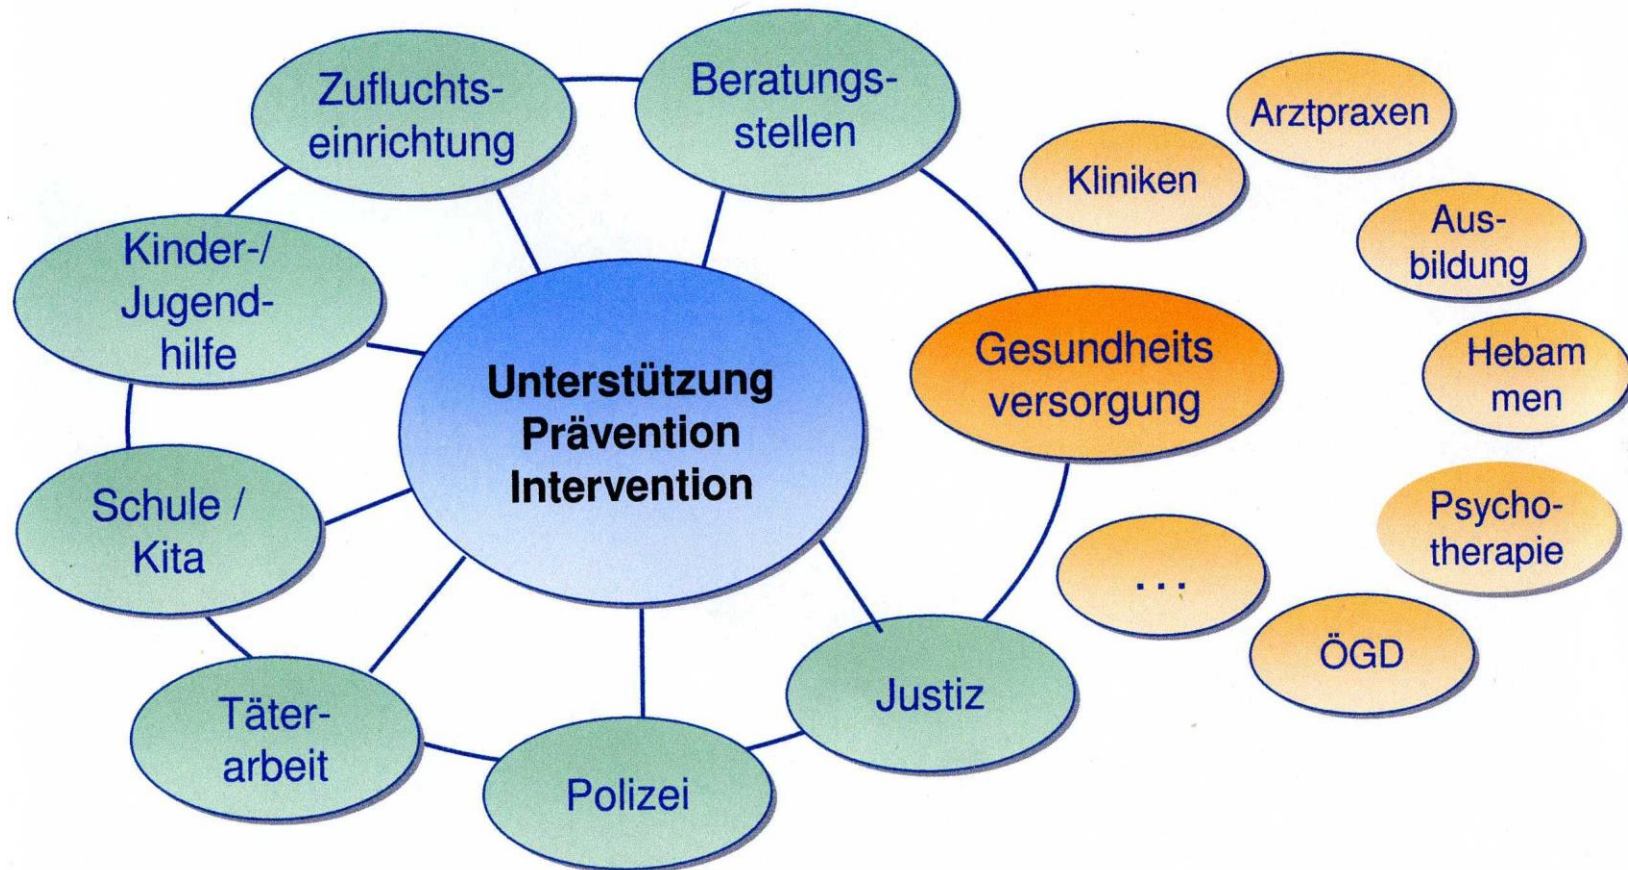 Zufluchts-
einrichtung
Beratungs-
stellen
Arztpraxen
Kliniken
Aus-
bildung
Kinder-/
Jugend-
hilfe
Unterstützung
Prävention
Intervention
Gesundheits
versorgung
Hebam
men
Schule /
Kita
Psycho-
therapie
...
ÖGD
Täter-
arbeit
Polizei
Justiz